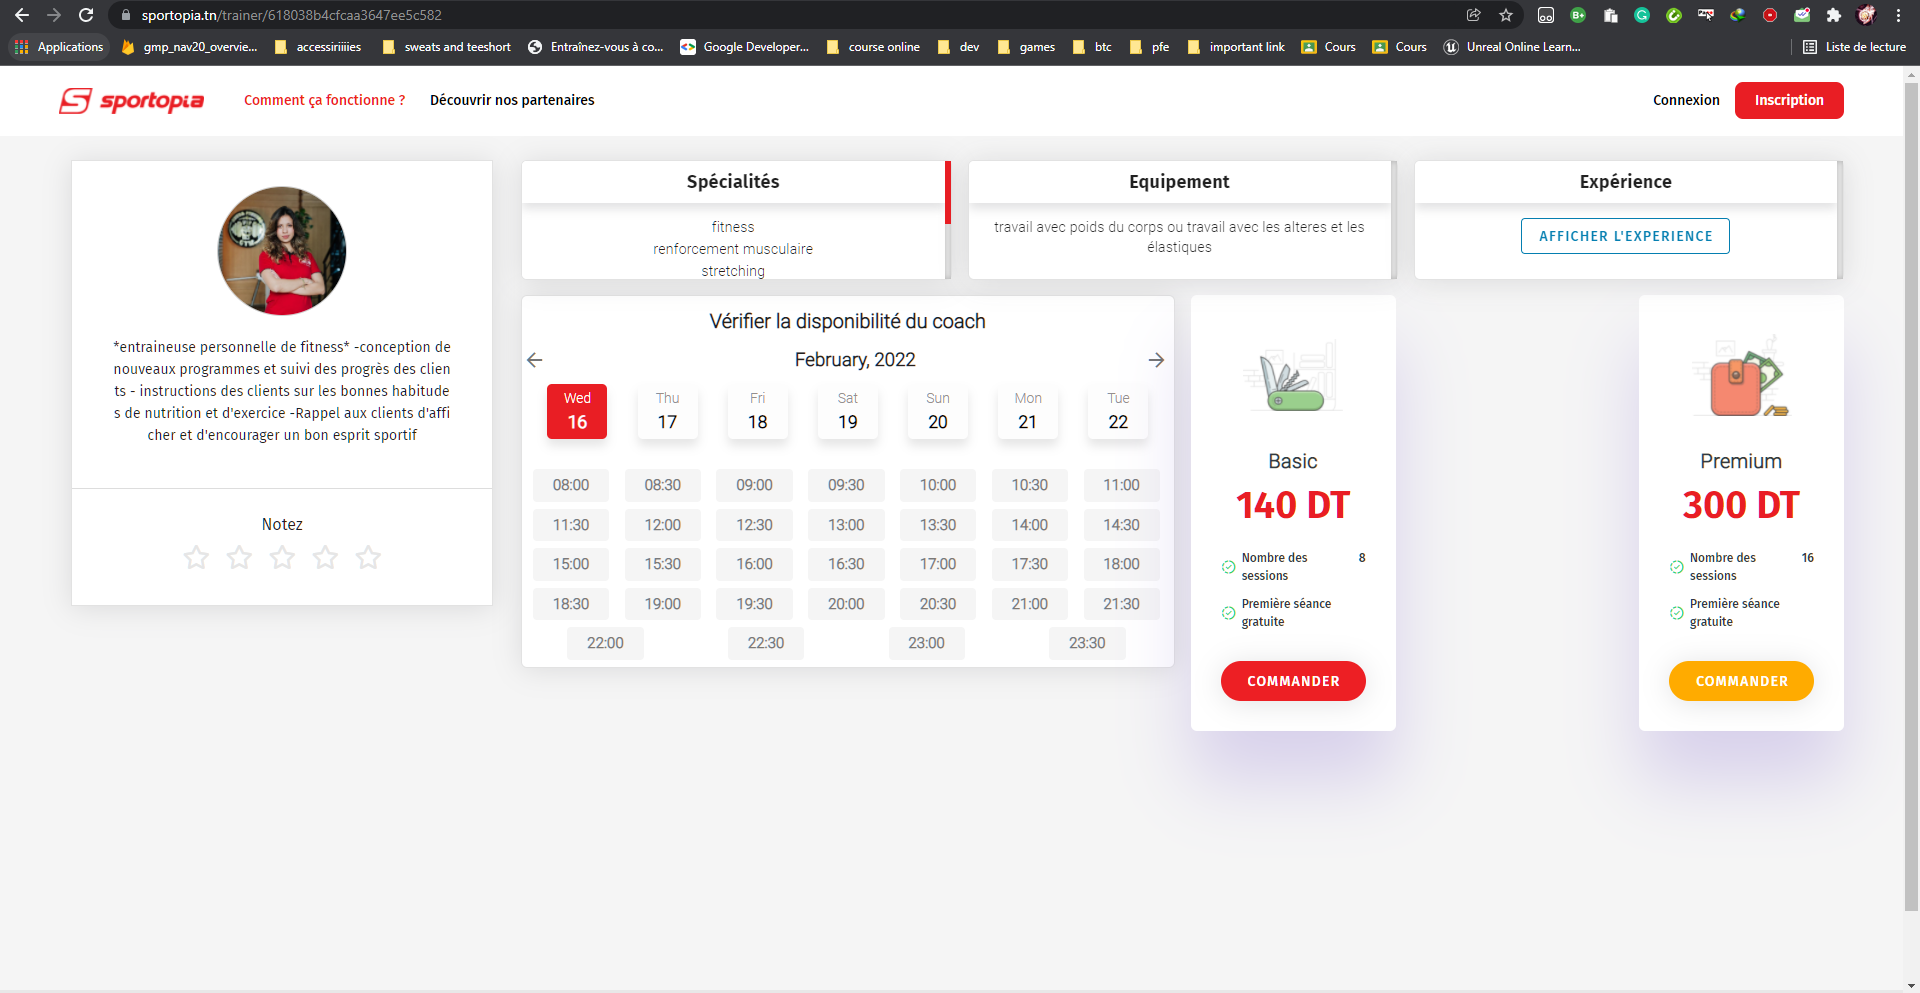 sportopia.tn/trainer/618038b4cfcaa3647ee5c582
Applications
gmp_nav20_overvie...
accessiriiiies
sweats and teeshort
Entraînez-vous à co...
Google Developer...
course online
dev
games
btc
pfe
important link
Cours
Cours
Unreal Online Learn...
Liste de lecture
sportopia
Comment ça fonctionne ?
Découvrir nos partenaires
Connexion
Inscription
*entraineuse personnelle de fitness* -conception de
nouveaux programmes et suivi des progrès des clien
ts - instructions des clients sur les bonnes habitude
s de nutrition et d'exercice -Rappel aux clients d'affi
cher et d'encourager un bon esprit sportif
Notez
Spécialités
fitness
renforcement musculaire
stretching
Equipement
travail avec poids du corps ou travail avec les alteres et les
élastiques
Expérience
AFFICHER L'EXPERIENCE
Vérifier la disponibilité du coach
February, 2022
Wed Thu Fri Sat Sun Mon Tue
16 17 18 19 20 21 22
08:00 08:30 09:00 09:30 10:00 10:30 11:00
11:30 12:00 12:30 13:00 13:30 14:00 14:30
15:00 15:30 16:00 16:30 17:00 17:30 18:00
18:30 19:00 19:30 20:00 20:30 21:00 21:30
22:00 22:30 23:00 23:30
Basic
140 DT
Nombre des 8
sessions
Première séance
gratuite
COMMANDER
Premium
300 DT
Nombre des 16
sessions
Première séance
gratuite
COMMANDER